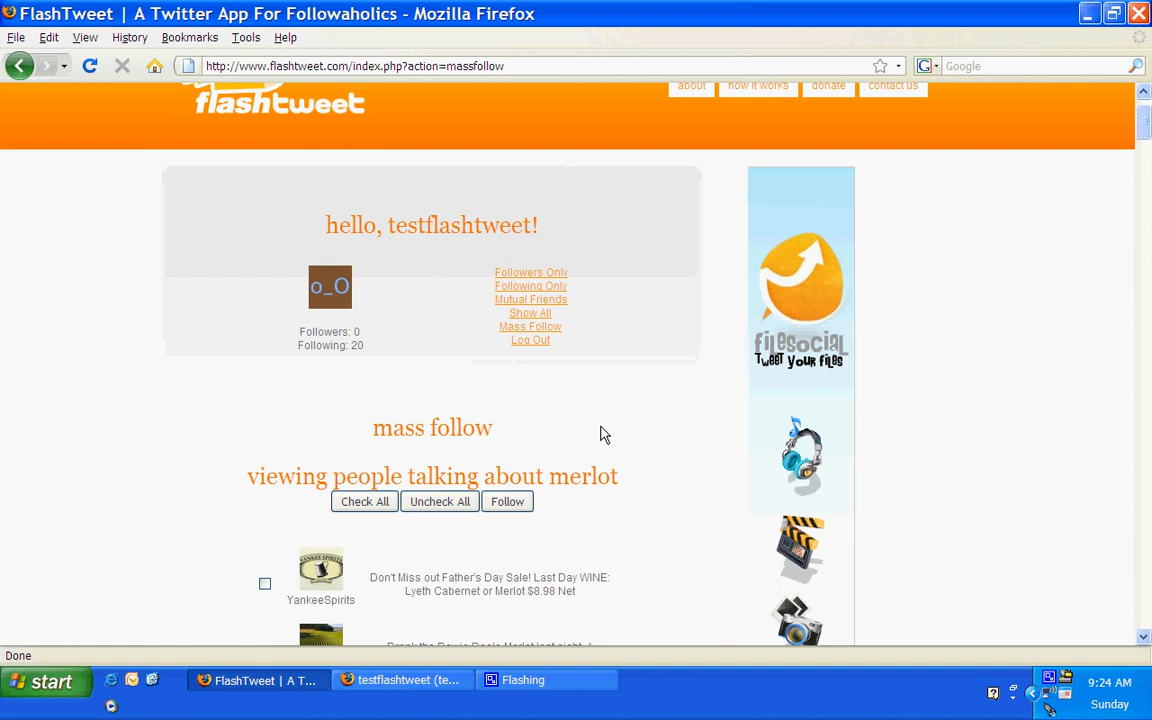 FlashTweet | A Twitter App For Followaholics - Mozilla Firefox
File Edit View History Bookmarks Tools Help
http://www.flashtweet.com/index.php?action=massfollow
Google
flashtweet
about how it works donate contact us
hello, testflashtweet!
o_O
Followers: 0
Following: 20
Followers Only
Following Only
Mutual Friends
Show All
Mass Follow
Log Out
filesocial
Tweet your files
mass follow
viewing people talking about merlot
Check All Uncheck All Follow
YANKEE SPIRITS
YankeeSpirits
Don't Miss out Father's Day Sale! Last Day WINE:
Lyeth Cabernet or Merlot $8.98 Net
Done
start
FlashTweet | A T...
testflashtweet (te...
Flashing
9:24 AM
Sunday